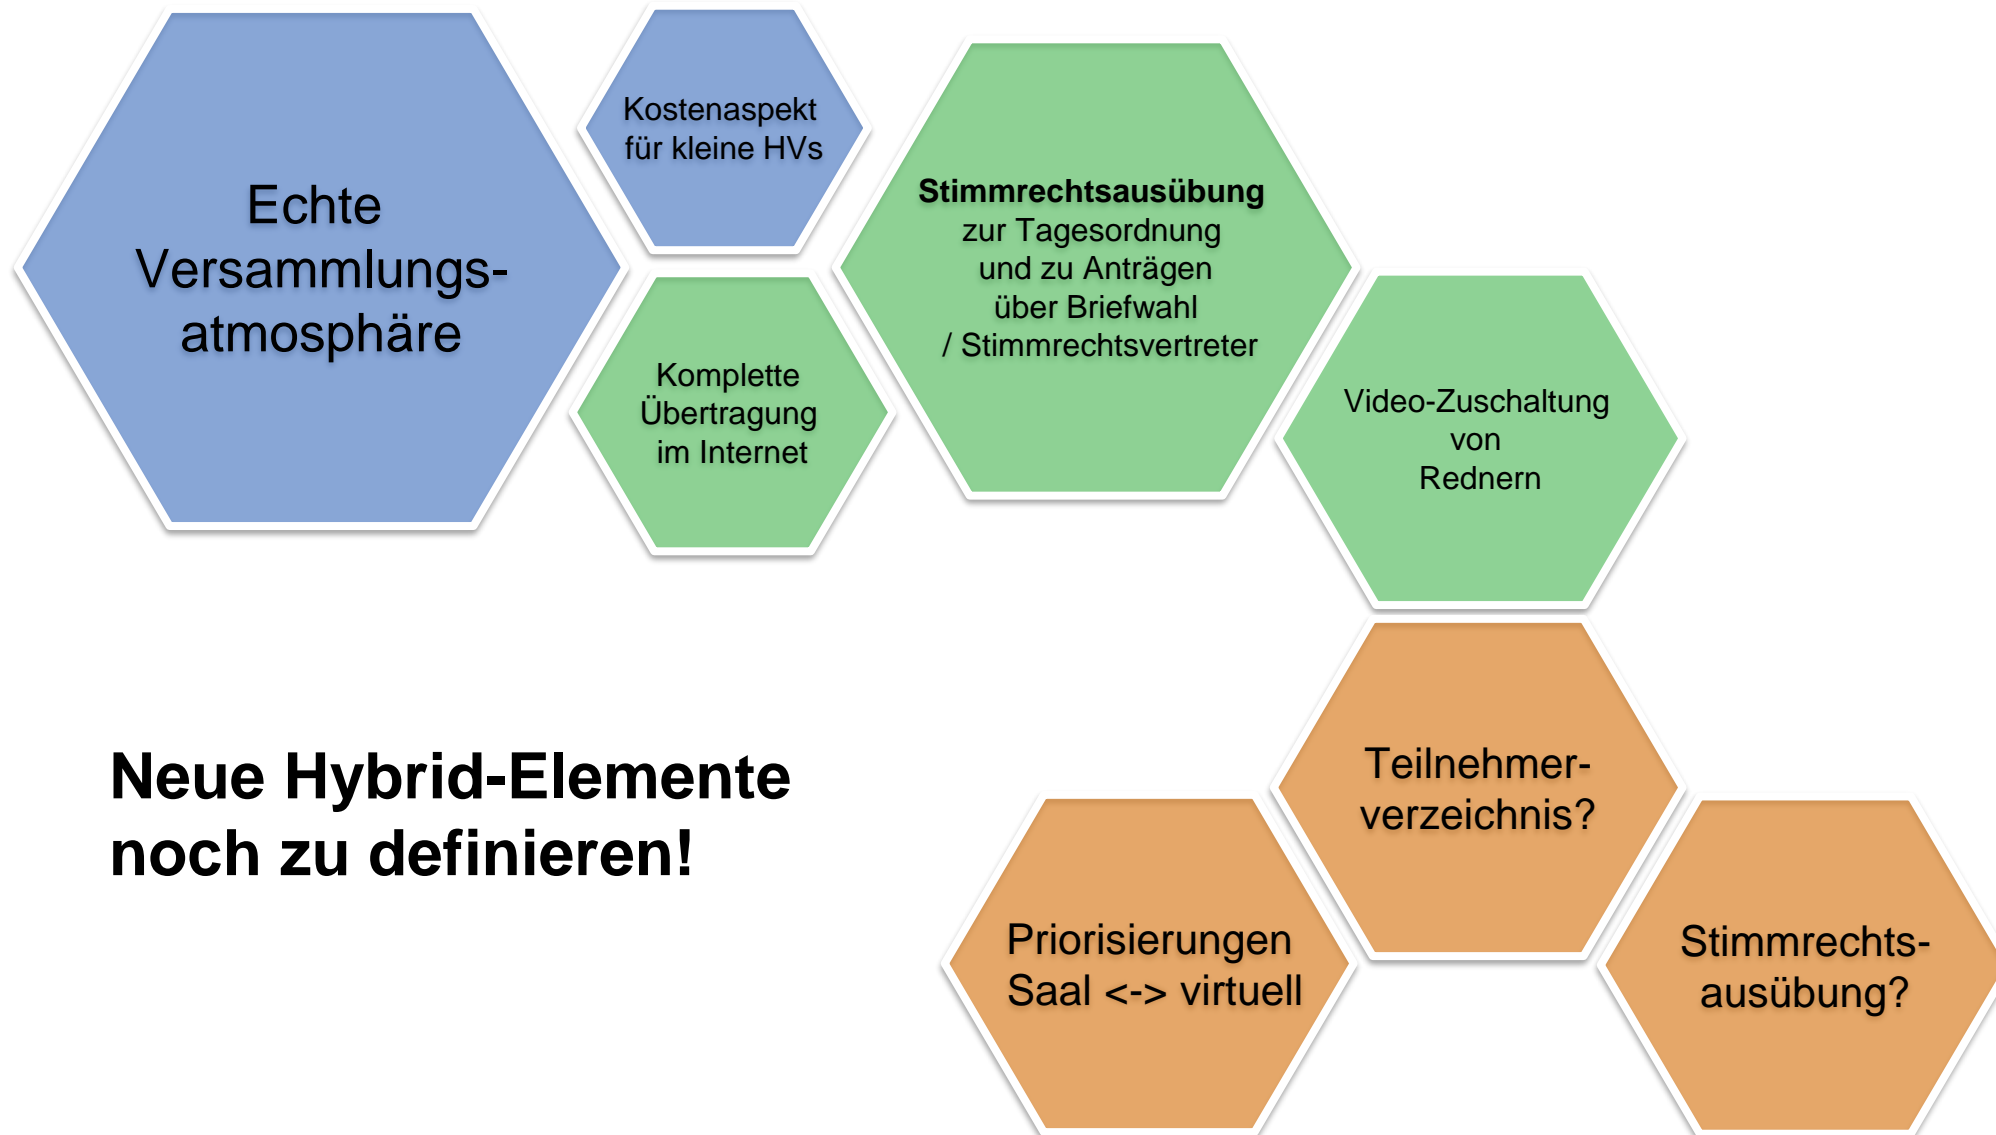 Echte
Versammlungs-
atmosphäre
Kostenaspekt
für kleine HVs
Komplette
Übertragung
im Internet
Stimmrechtsausübung
zur Tagesordnung
und zu Anträgen
über Briefwahl
/ Stimmrechtsvertreter
Video-Zuschaltung
von
Rednern
Neue Hybrid-Elemente
noch zu definieren!
Teilnehmer-
verzeichnis?
Priorisierungen
Saal <-> virtuell
Stimmrechts-
ausübung?